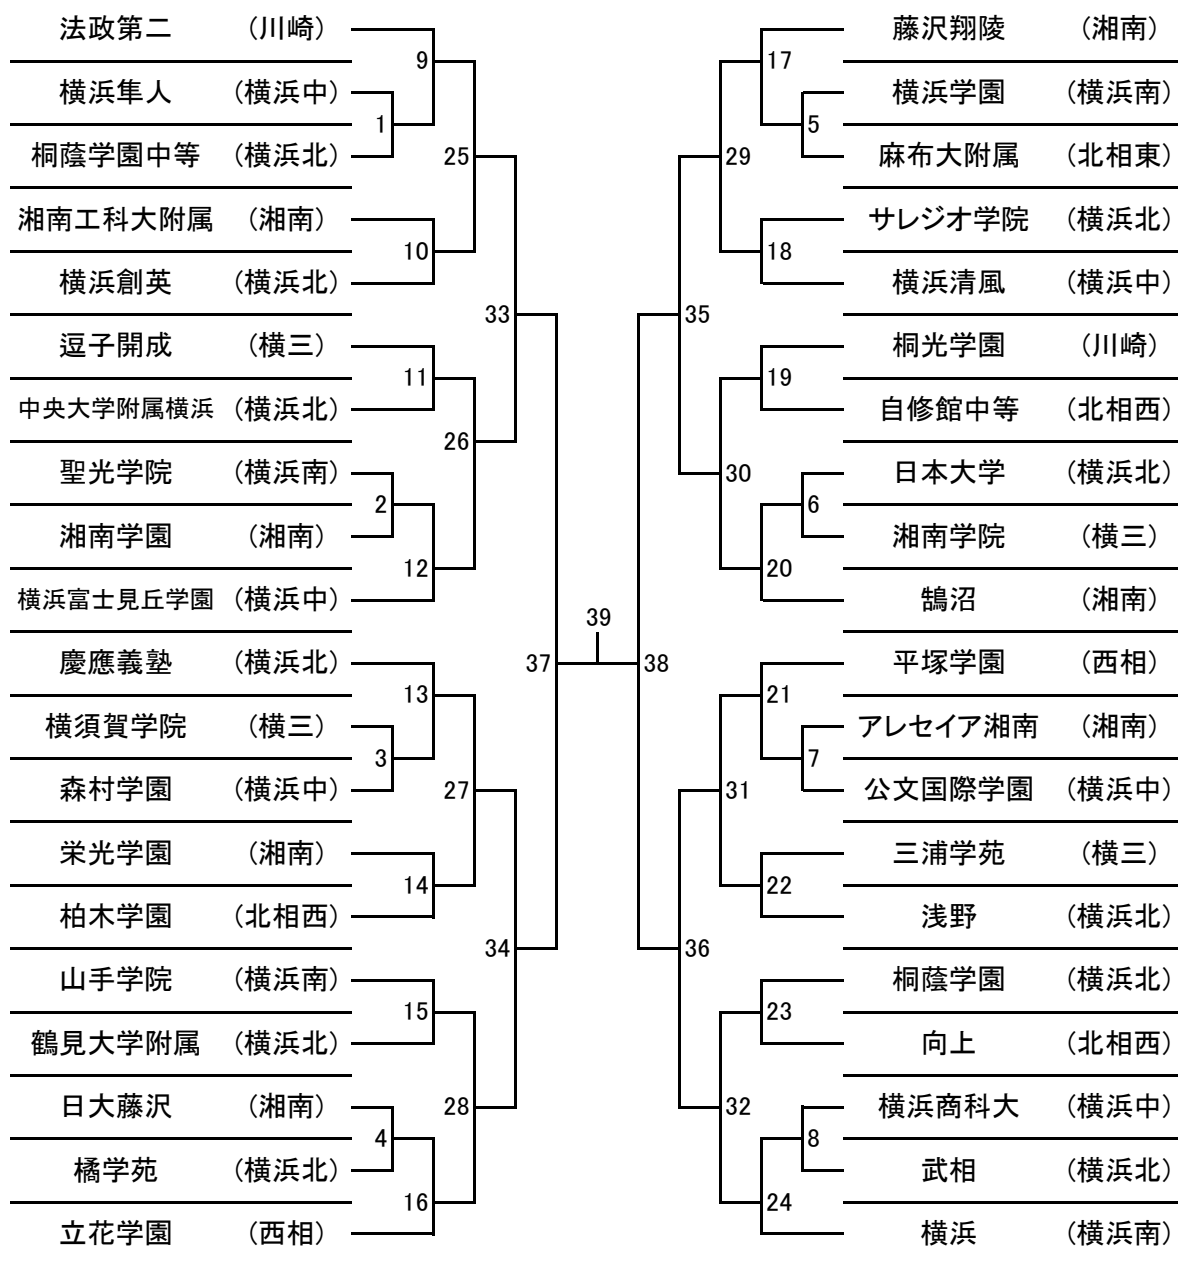 法政第二 (川崎)
横浜隼人 (横浜中)
桐蔭学園中等 (横浜北)
湘南工科大附属 (湘南)
横浜創英 (横浜北)
逗子開成 (横三)
中央大学附属横浜 (横浜北)
聖光学院 (横浜南)
湘南学園 (湘南)
横浜富士見丘学園 (横浜中)
慶應義塾 (横浜北)
横須賀学院 (横三)
森村学園 (横浜中)
栄光学園 (湘南)
柏木学園 (北相西)
山手学院 (横浜南)
鶴見大学附属 (横浜北)
日大藤沢 (湘南)
橘学苑 (横浜北)
立花学園 (西相)
1
2
3
4
9
10
11
12
13
14
15
16
25
26
27
28
33
34
37
39
38
35
36
29
30
31
32
17
18
19
20
21
22
23
24
5
6
7
8
藤沢翔陵 (湘南)
横浜学園 (横浜南)
麻布大附属 (北相東)
サレジオ学院 (横浜北)
横浜清風 (横浜中)
桐光学園 (川崎)
自修館中等 (北相西)
日本大学 (横浜北)
湘南学院 (横三)
鵠沼 (湘南)
平塚学園 (西相)
アレセイア湘南 (湘南)
公文国際学園 (横浜中)
三浦学苑 (横三)
浅野 (横浜北)
桐蔭学園 (横浜北)
向上 (北相西)
横浜商科大 (横浜中)
武相 (横浜北)
横浜 (横浜南)